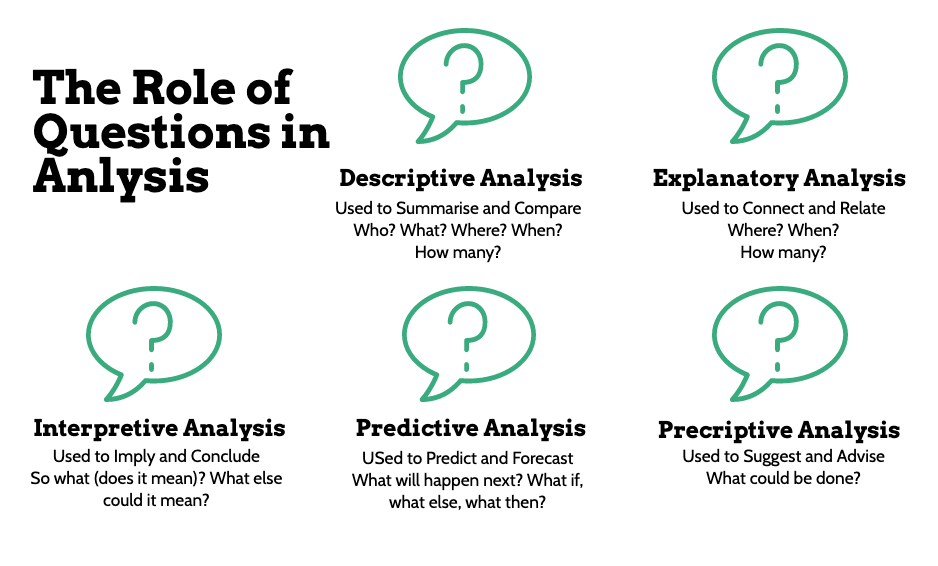 The Role of
Questions in
Anlysis
Descriptive Analysis
Used to Summarise and Compare
Who? What? Where? When?
How many?
Explanatory Analysis
Used to Connect and Relate
Where? When?
How many?
Interpretive Analysis
Used to Imply and Conclude
So what (does it mean)? What else
could it mean?
Predictive Analysis
USed to Predict and Forecast
What will happen next? What if,
what else, what then?
Precriptive Analysis
Used to Suggest and Advise
What could be done?